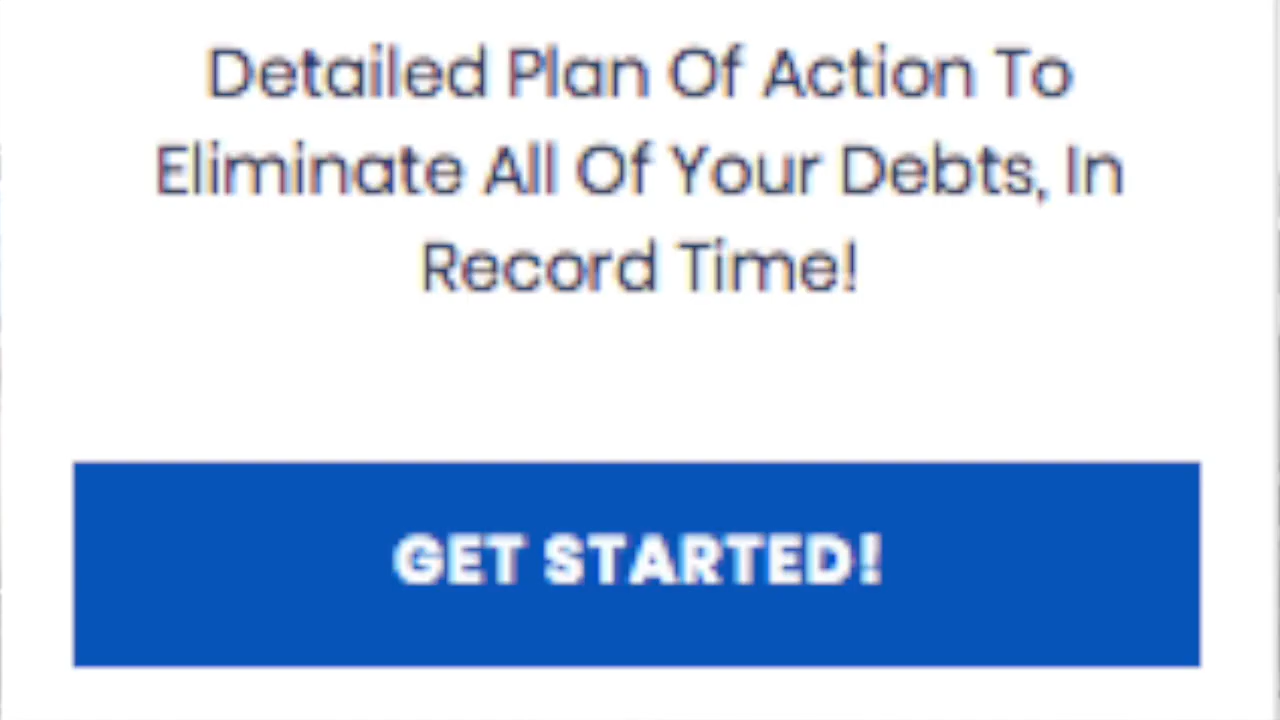 Detailed Plan Of Action To
Eliminate All Of Your Debts, In
Record Time!
GET STARTED!